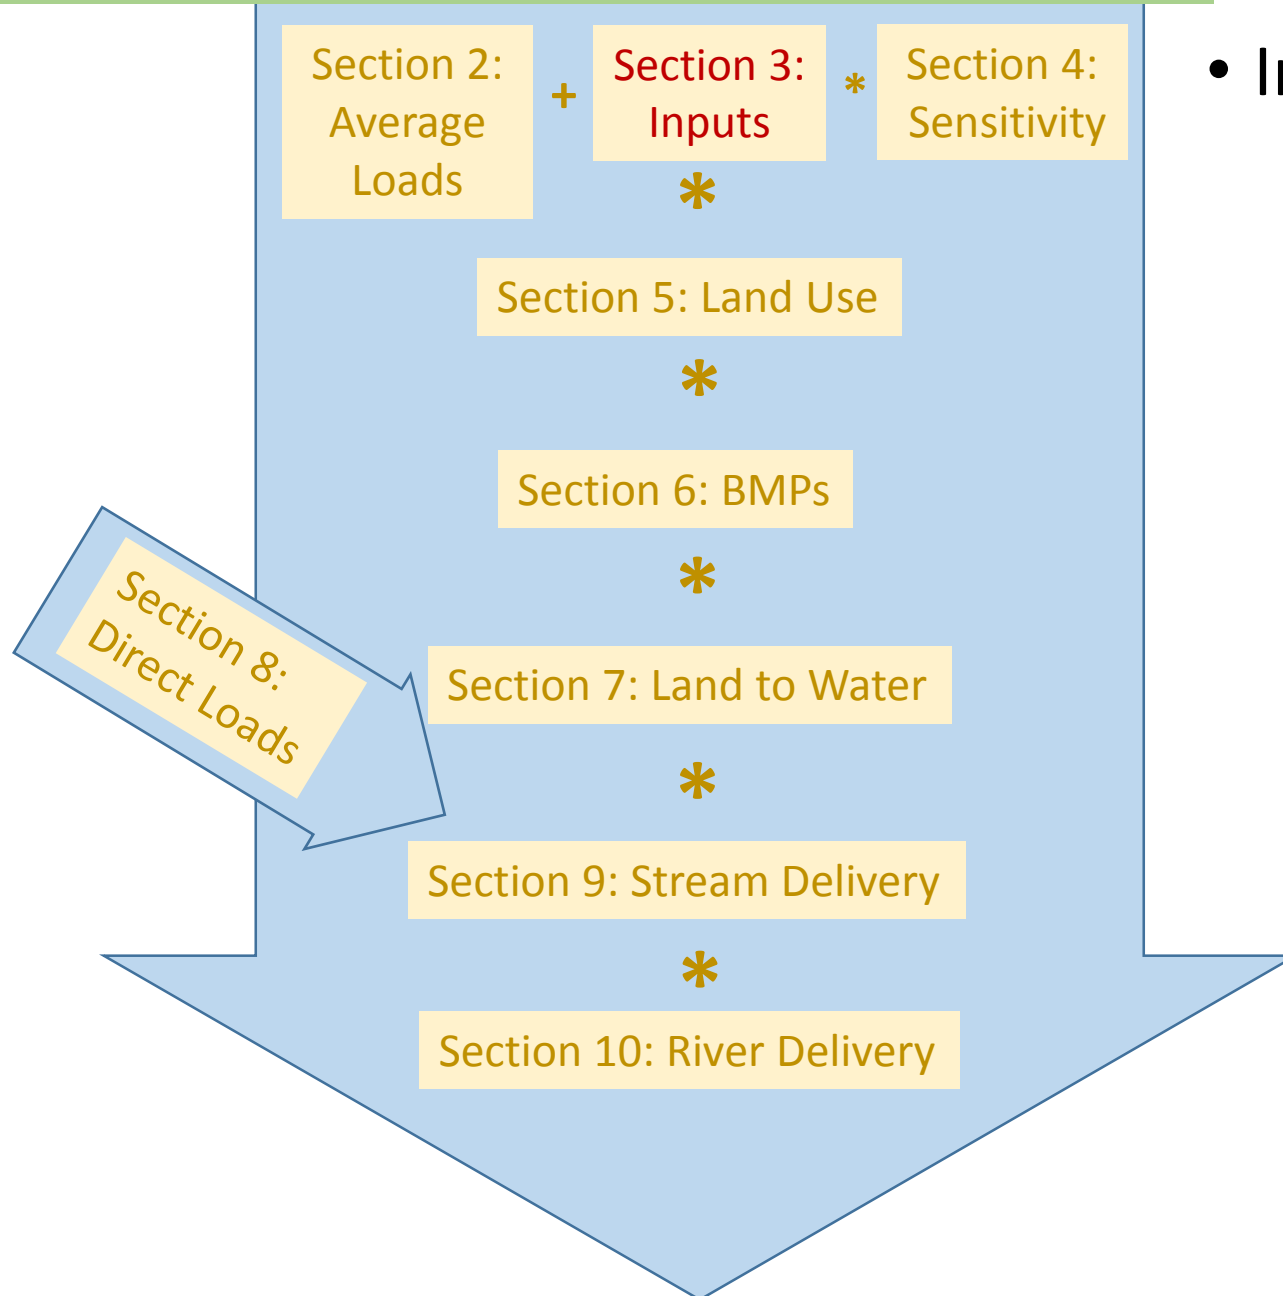 Section 2:
Average
Loads
+
Section 3:
Inputs
*
Section 4:
Sensitivity
*
Section 5: Land Use
*
Section 6: BMPs
*
Section 8:
Direct Loads
Section 7: Land to Water
*
Section 9: Stream Delivery
*
Section 10: River Delivery